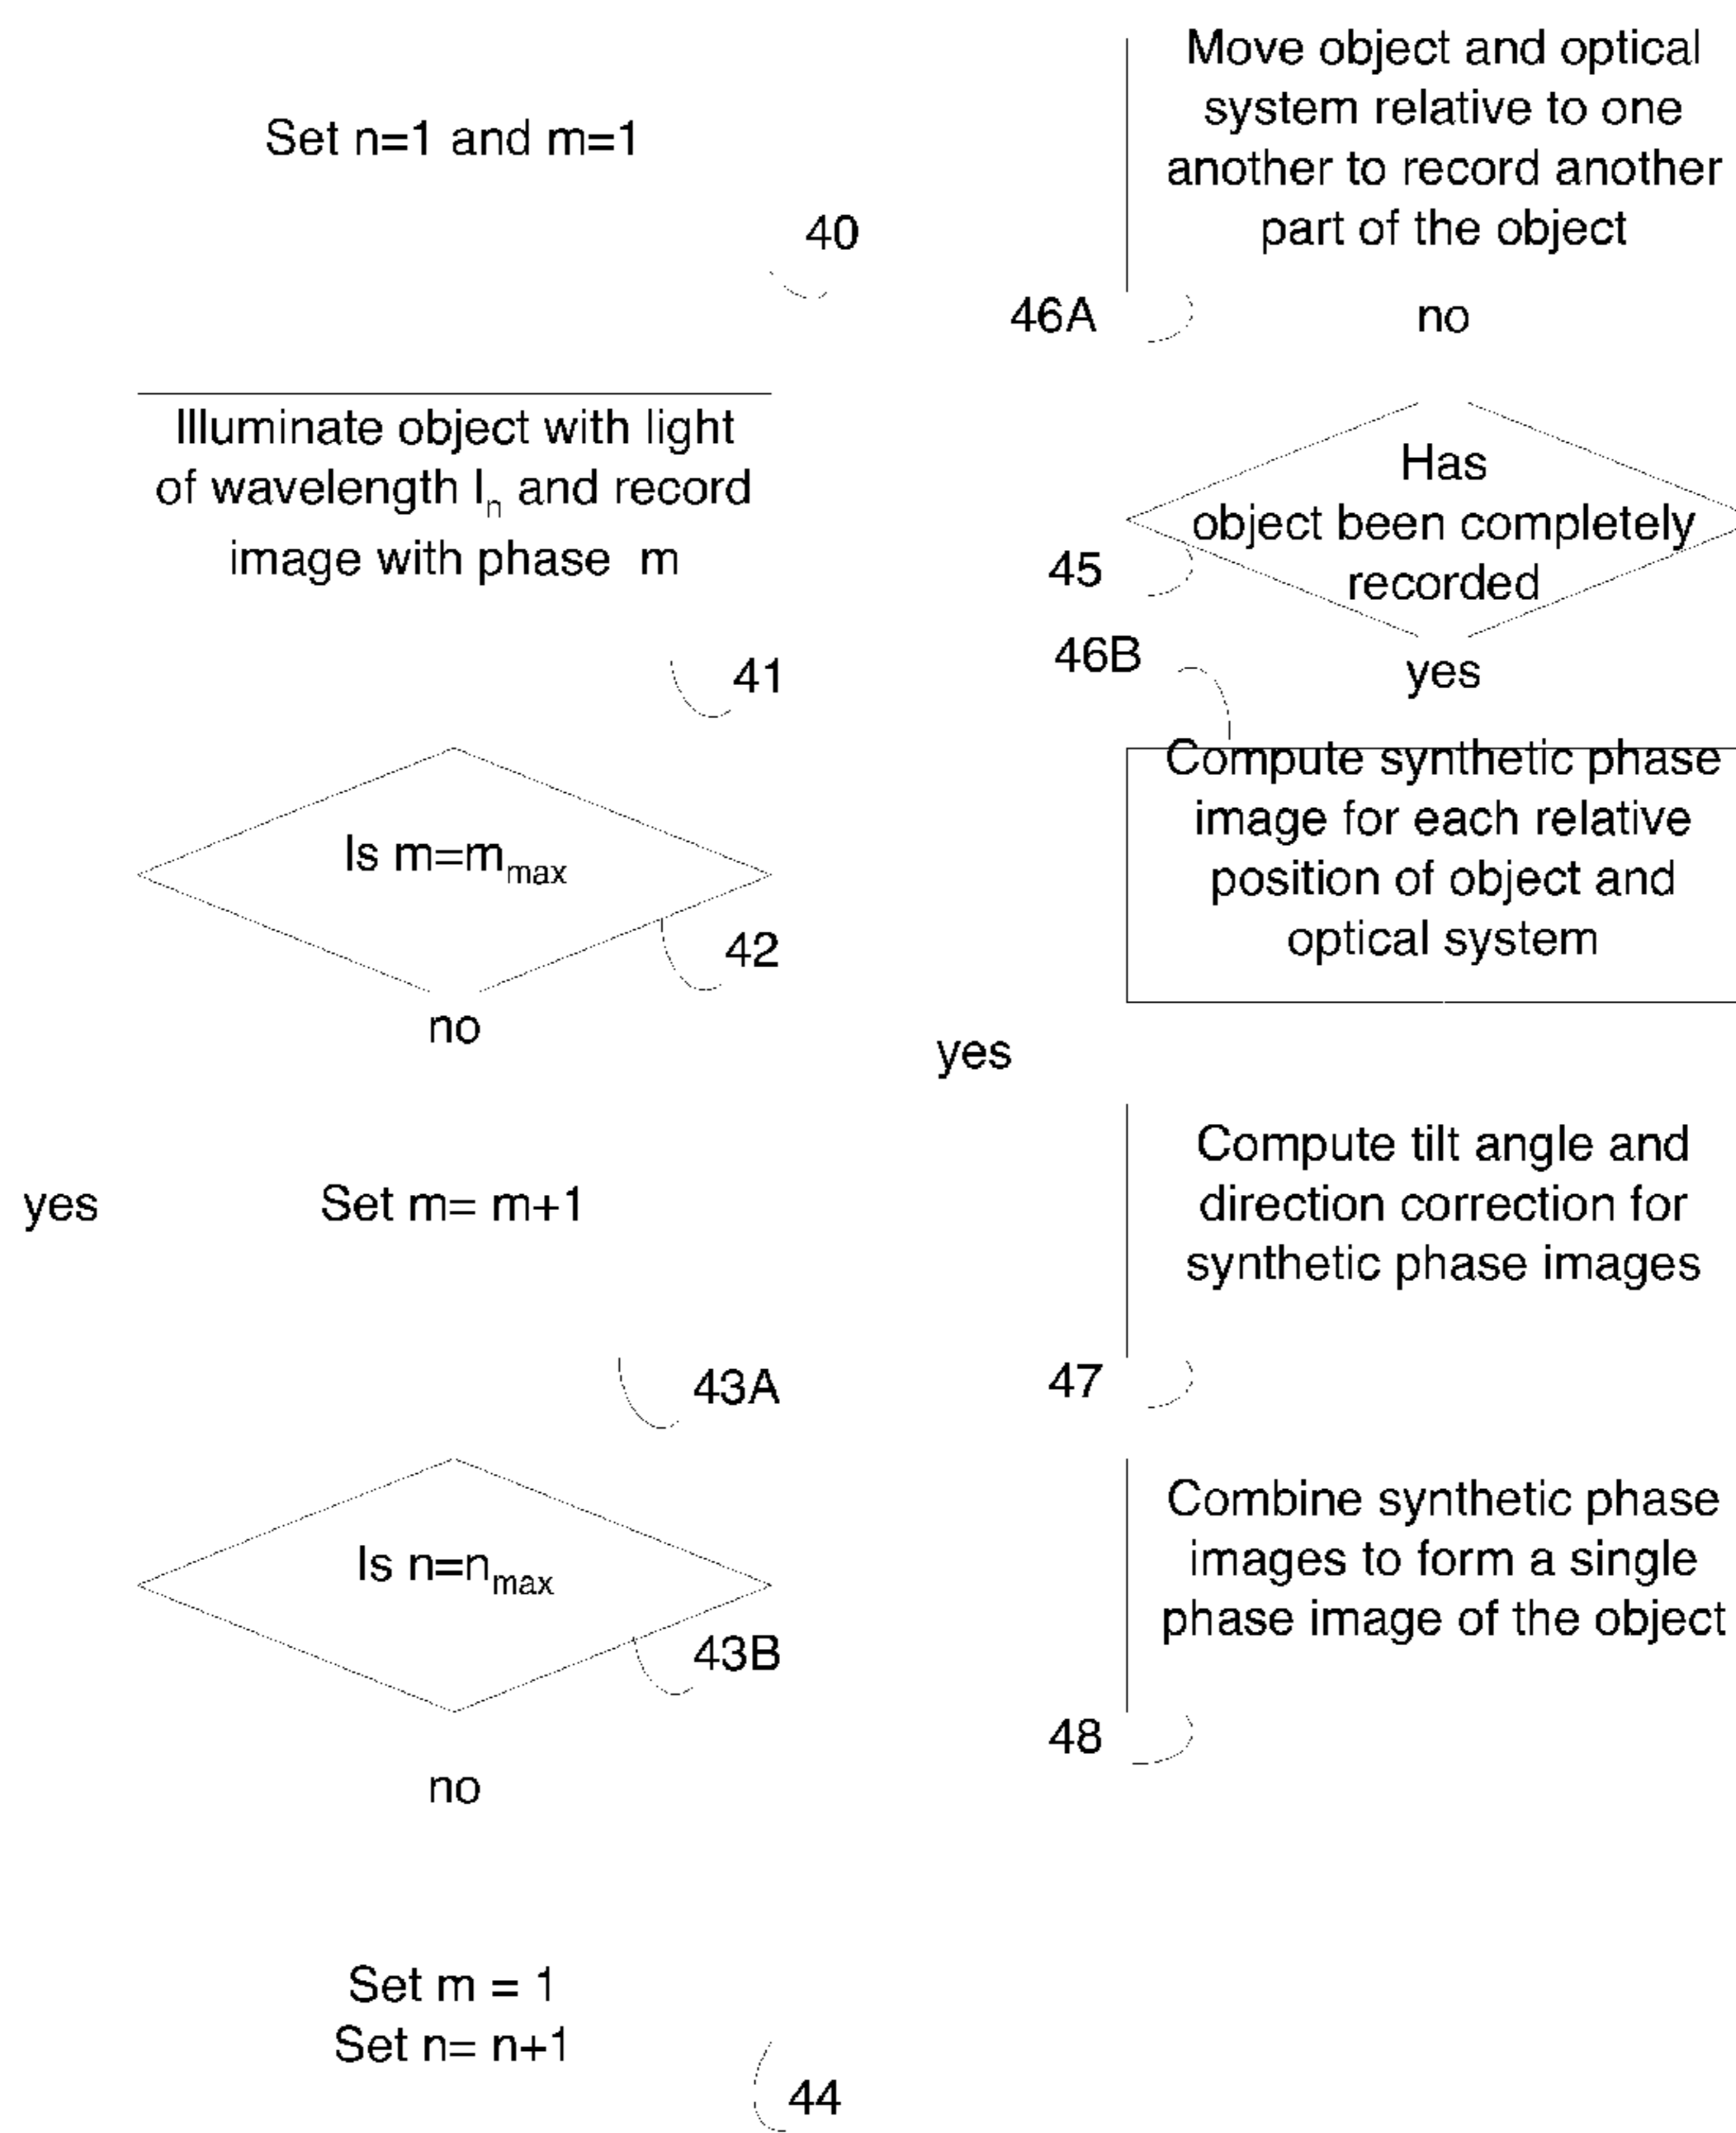 Set n=1 and m=1
40
Illuminate object with light
of wavelength lₙ and record
image with phase m
41
Is m=mmax
42
no
yes
Set m= m+1
43A
Is n=nmax
43B
no
Set m = 1
Set n= n+1
44
yes
Move object and optical
system relative to one
another to record another
part of the object
46A
no
Has
object been completely
recorded
45
46B
yes
Compute synthetic phase
image for each relative
position of object and
optical system
Compute tilt angle and
direction correction for
synthetic phase images
47
Combine synthetic phase
images to form a single
phase image of the object
48